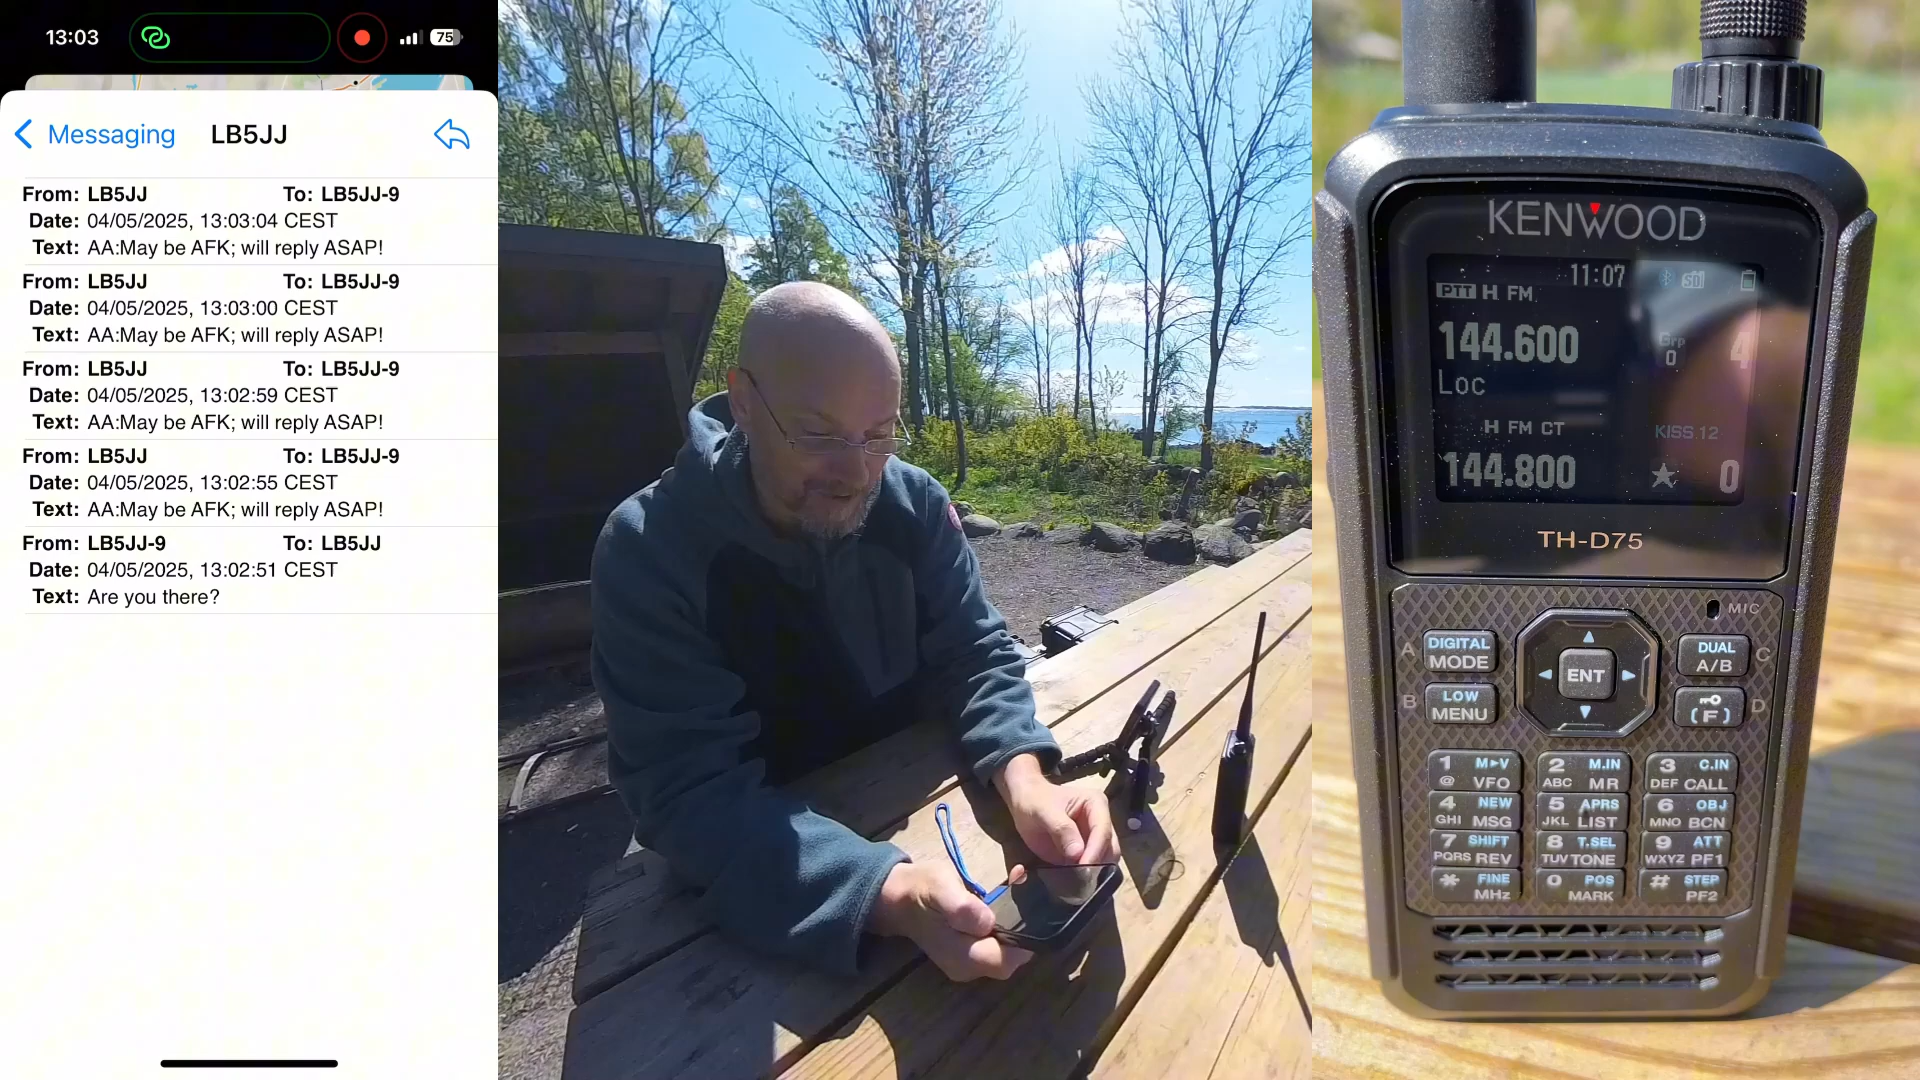 13:03
75
Messaging
LB5JJ
From: LB5JJ To: LB5JJ-9
Date: 04/05/2025, 13:03:04 CEST
Text: AA:May be AFK; will reply ASAP!
From: LB5JJ To: LB5JJ-9
Date: 04/05/2025, 13:03:00 CEST
Text: AA:May be AFK; will reply ASAP!
From: LB5JJ To: LB5JJ-9
Date: 04/05/2025, 13:02:59 CEST
Text: AA:May be AFK; will reply ASAP!
From: LB5JJ To: LB5JJ-9
Date: 04/05/2025, 13:02:55 CEST
Text: AA:May be AFK; will reply ASAP!
From: LB5JJ-9 To: LB5JJ
Date: 04/05/2025, 13:02:51 CEST
Text: Are you there?
KENWOOD
11:07
PTT H FM
144.600 Grp 0 4
Loc
H FM CT KISS 12
144.800 0
TH-D75
MIC
A DIGITAL MODE DUAL A/B C
ENT
B LOW MENU (F) D
1 M►V 2 M.IN 3 C.IN
@ VFO ABC MR DEF CALL
4 NEW 5 APRS 6 OBJ
GHI MSG JKL LIST MNO BCN
7 SHIFT 8 T.SEL 9 ATT
PQRS REV TUV TONE WXYZ PF1
* FINE 0 POS # STEP
MHz MARK PF2